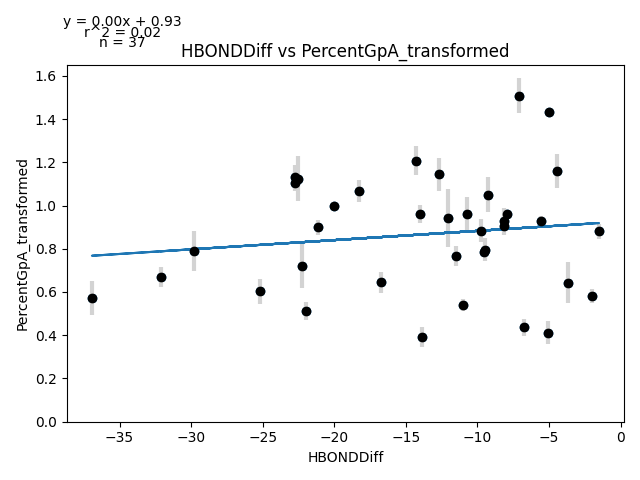 y = 0.00x + 0.93
r^2 = 0.02
n = 37
HBONDDiff vs PercentGpA_transformed
PercentGpA_transformed
1.6
1.4
1.2
1.0
0.8
0.6
0.4
0.2
0.0
−35
−30
−25
−20
−15
−10
−5
0
HBONDDiff